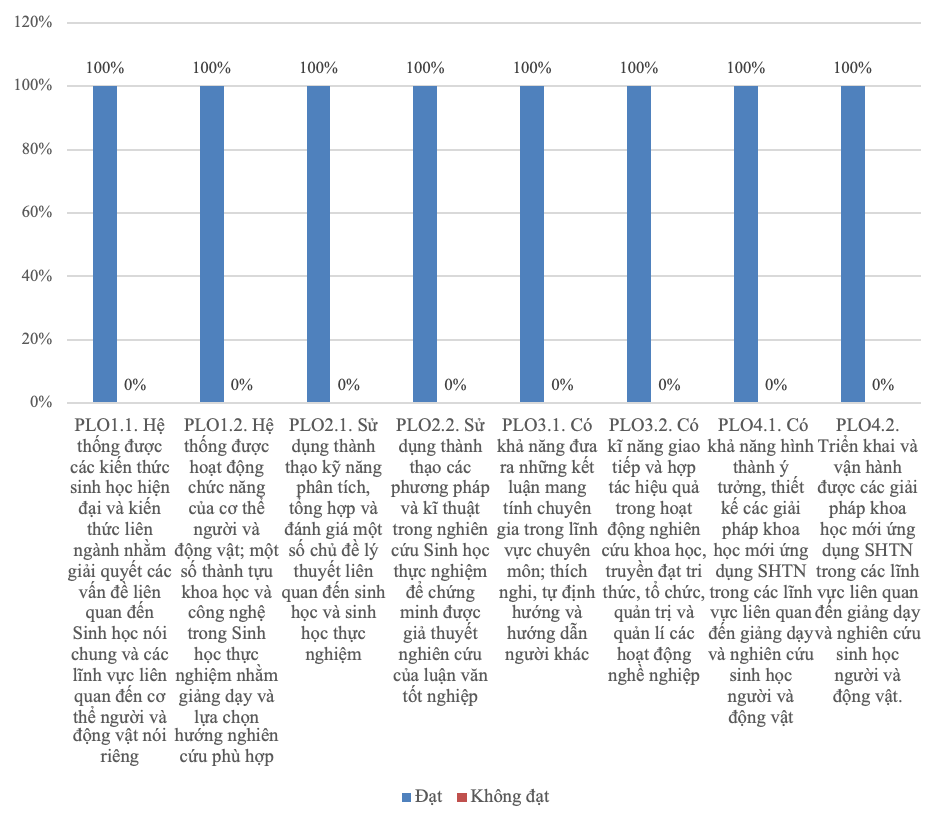 120%
100%
80%
60%
40%
20%
0%
100%
0%
100%
0%
100%
0%
100%
0%
100%
0%
100%
0%
100%
0%
100%
0%
PLO1.1. Hệ
thống được
các kiến thức
sinh học hiện
đại và kiến
thức liên
ngành nhằm
giải quyết các
vấn đề liên
quan đến
Sinh học nói
chung và các
lĩnh vực liên
quan đến cơ
thể người và
động vật nói
riêng
PLO1.2. Hệ
thống được
hoạt động
chức năng
của cơ thể
người và
động vật; một
số thành tựu
khoa học và
công nghệ
trong Sinh
học thực
nghiệm nhằm
giảng dạy và
lựa chọn
hướng nghiên
cứu phù hợp
PLO2.1. Sử
dụng thành
thạo kỹ năng
phân tích,
tổng hợp và
đánh giá một
số chủ đề lý
thuyết liên
quan đến sinh
học và sinh
học thực
nghiệm
PLO2.2. Sử
dụng thành
thạo các
phương pháp
và kĩ thuật
trong nghiên
cứu Sinh học
thực nghiệm
để chứng
minh được
giả thuyết
nghiên cứu
của luận văn
tốt nghiệp
PLO3.1. Có
khả năng đưa
ra những kết
luận mang
tính chuyên
gia trong lĩnh
vực chuyên
môn; thích
nghi, tự định
hướng và
hướng dẫn
người khác
PLO3.2. Có
kĩ năng giao
tiếp và hợp
tác hiệu quả
trong hoạt
động nghiên
cứu khoa học,
truyền đạt tri
thức, tổ chức,
quản trị và
quản lí các
hoạt động
nghề nghiệp
PLO4.1. Có
khả năng hình
thành ý
tưởng, thiết
kế các giải
pháp khoa
học mới ứng
dụng SHTN
trong các lĩnh
vực liên quan
đến giảng dạy
và nghiên cứu
sinh học
người và
động vật
PLO4.2.
Triển khai và
vận hành
được các giải
pháp khoa
học mới ứng
dụng SHTN
trong các lĩnh
vực liên quan
đến giảng dạy
và nghiên cứu
sinh học
người và
động vật.
Đạt
Không đạt